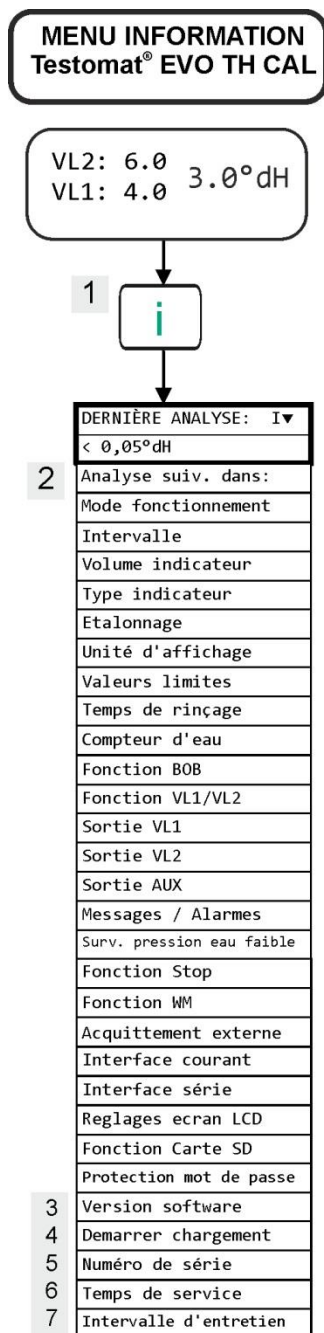 MENU INFORMATION
Testomat® EVO TH CAL
VL2: 6.0
VL1: 4.0
3.0°dH
1
i
DERNIÈRE ANALYSE: I▼
< 0,05°dH
2 Analyse suiv. dans:
Mode fonctionnement
Intervalle
Volume indicateur
Type indicateur
Etalonnage
Unité d'affichage
Valeurs limites
Temps de rinçage
Compteur d'eau
Fonction BOB
Fonction VL1/VL2
Sortie VL1
Sortie VL2
Sortie AUX
Messages / Alarmes
Surv. pression eau faible
Fonction Stop
Fonction WM
Acquittement externe
Interface courant
Interface série
Reglages ecran LCD
Fonction Carte SD
Protection mot de passe
3 Version software
4 Demarrer chargement
5 Numéro de série
6 Temps de service
7 Intervalle d'entretien